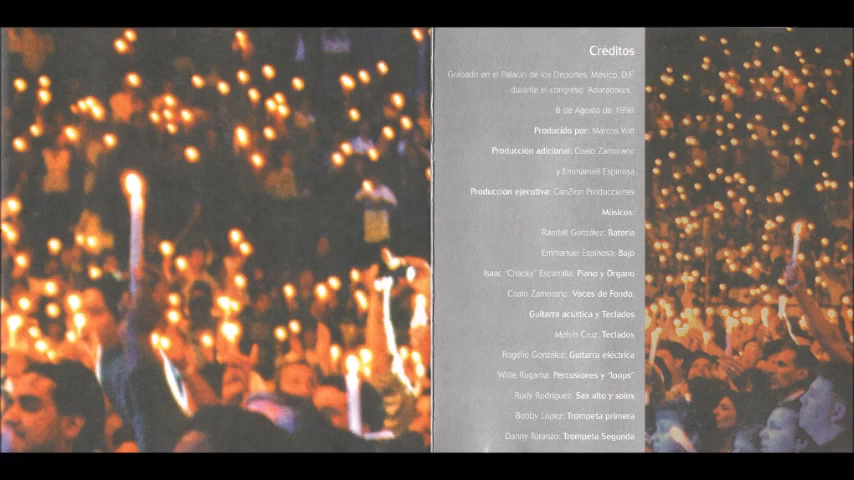 Créditos
Grabado en el Palacio de los Deportes, México, D.F.
durante el congreso "Adoradores."
8 de Agosto de 1998
Producido por: Marcos Witt
Producción adicional: Coalo Zamorano
y Emmanuel Espinosa
Produccion ejecutiva: CanZion Producciones
Músicos:
Randall González: Batería
Emmanuel Espinosa: Bajo
Isaac "Chacky" Escamilla: Piano y Órgano
Coalo Zamorano: Voces de Fondo,
Guitarra acústica y Teclados
Melvin Cruz: Teclados
Rogelio González: Guitarra eléctrica
Willie Rugama: Percusiones y "loops"
Rudy Rodríguez: Sax alto y solos
Bobby López: Trompeta primera
Danny Toranzo: Trompeta Segunda